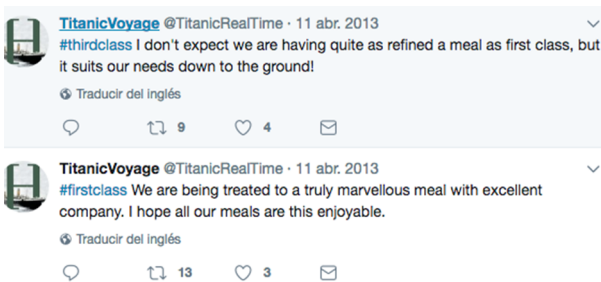 TitanicVoyage @TitanicRealTime · 11 abr. 2013
#thirdclass I don't expect we are having quite as refined a meal as first class, but
it suits our needs down to the ground!
Traducir del inglés
9 4
TitanicVoyage @TitanicRealTime · 11 abr. 2013
#firstclass We are being treated to a truly marvellous meal with excellent
company. I hope all our meals are this enjoyable.
Traducir del inglés
13 3